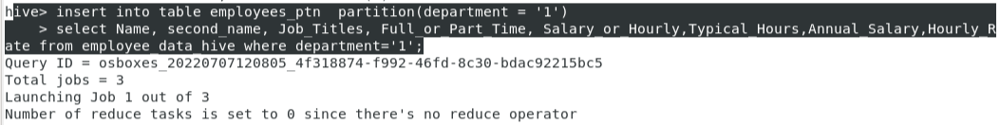 hive> insert into table employees_ptn  partition(department = '1')
    > select Name, second_name, Job_Titles, Full_or_Part_Time, Salary_or_Hourly,Typical_Hours,Annual_Salary,Hourly_R
ate from employee_data_hive where department='1';
Query ID = osboxes_20220707120805_4f318874-f992-46fd-8c30-bdac92215bc5
Total jobs = 3
Launching Job 1 out of 3
Number of reduce tasks is set to 0 since there's no reduce operator